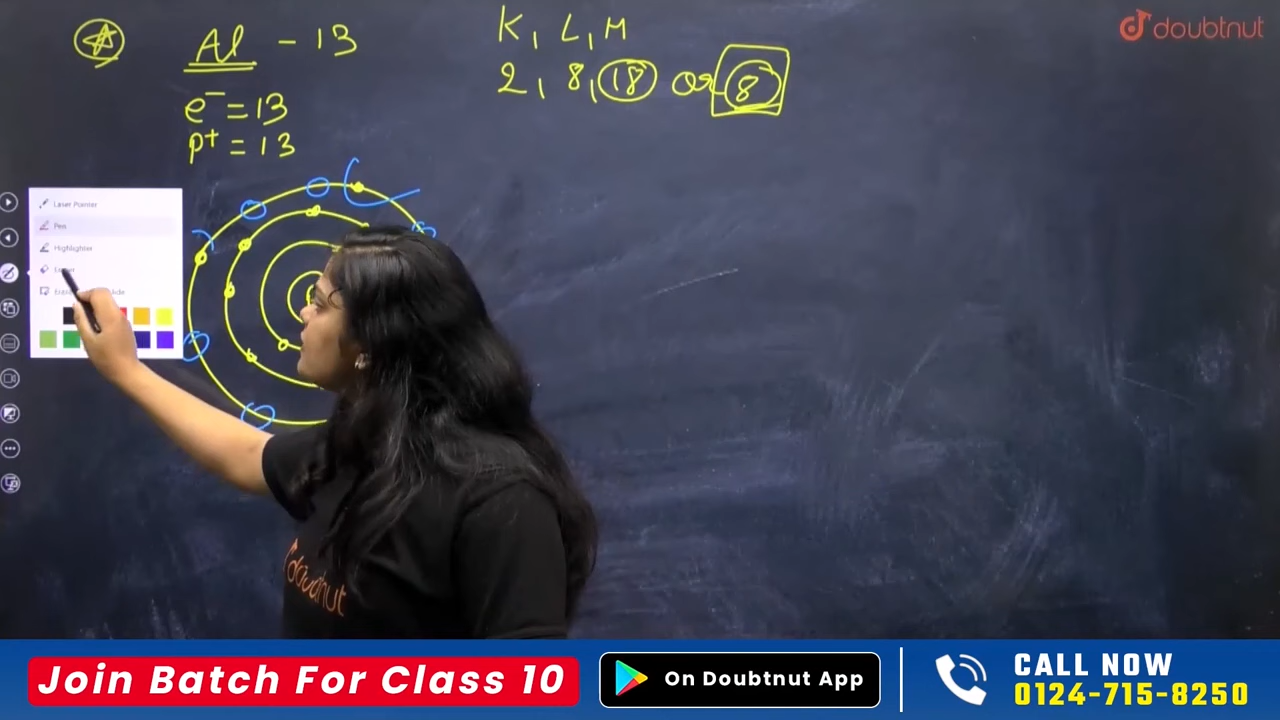 Al - 13
K, L, M
doubtnut
2, 8, 18 or 8
e⁻ = 13
p⁺ = 13
Laser Pointer
Pen
Highlighter
doubtnut
Join Batch For Class 10
On Doubtnut App
CALL NOW
0124-715-8250